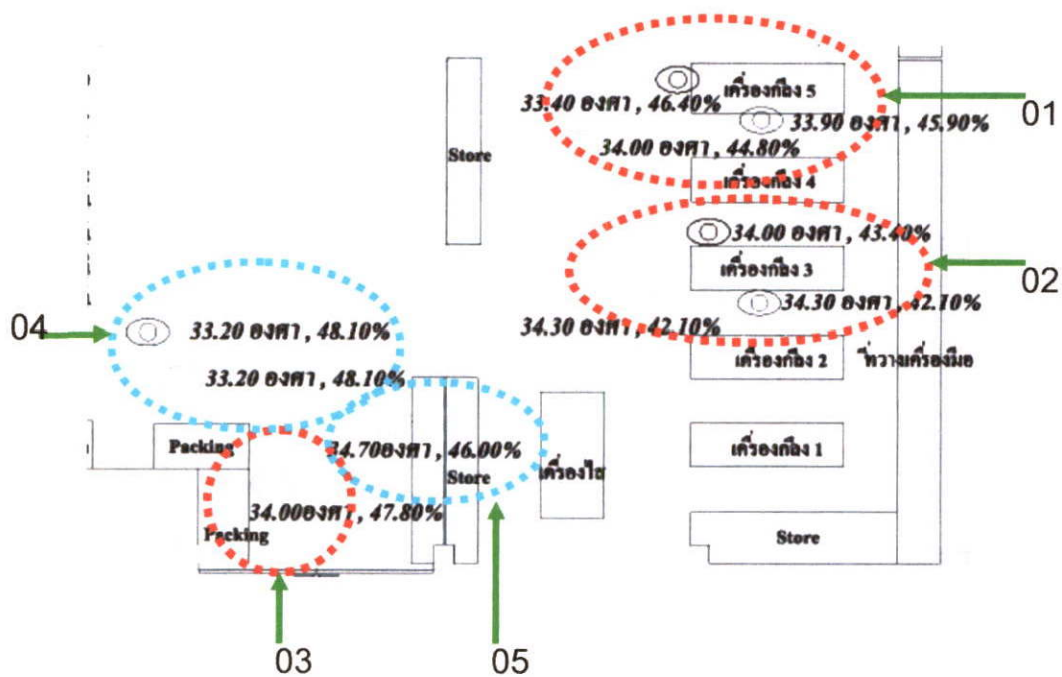 เครื่องกลึง 5
01
33.40 องศา, 46.40%
33.90 องศา, 45.90%
34.00 องศา, 44.80%
Store
เครื่องกลึง 4
34.00 องศา, 43.40%
เครื่องกลึง 3
02
34.30 องศา, 42.10%
34.30 องศา, 42.10%
04
33.20 องศา, 48.10%
เครื่องกลึง 2
ที่วางเครื่องมือ
33.20 องศา, 48.10%
Packing
34.70องศา, 46.00%
เครื่องกลึง 1
Store
เครื่องไส
34.00องศา, 47.80%
Packing
Store
03
05